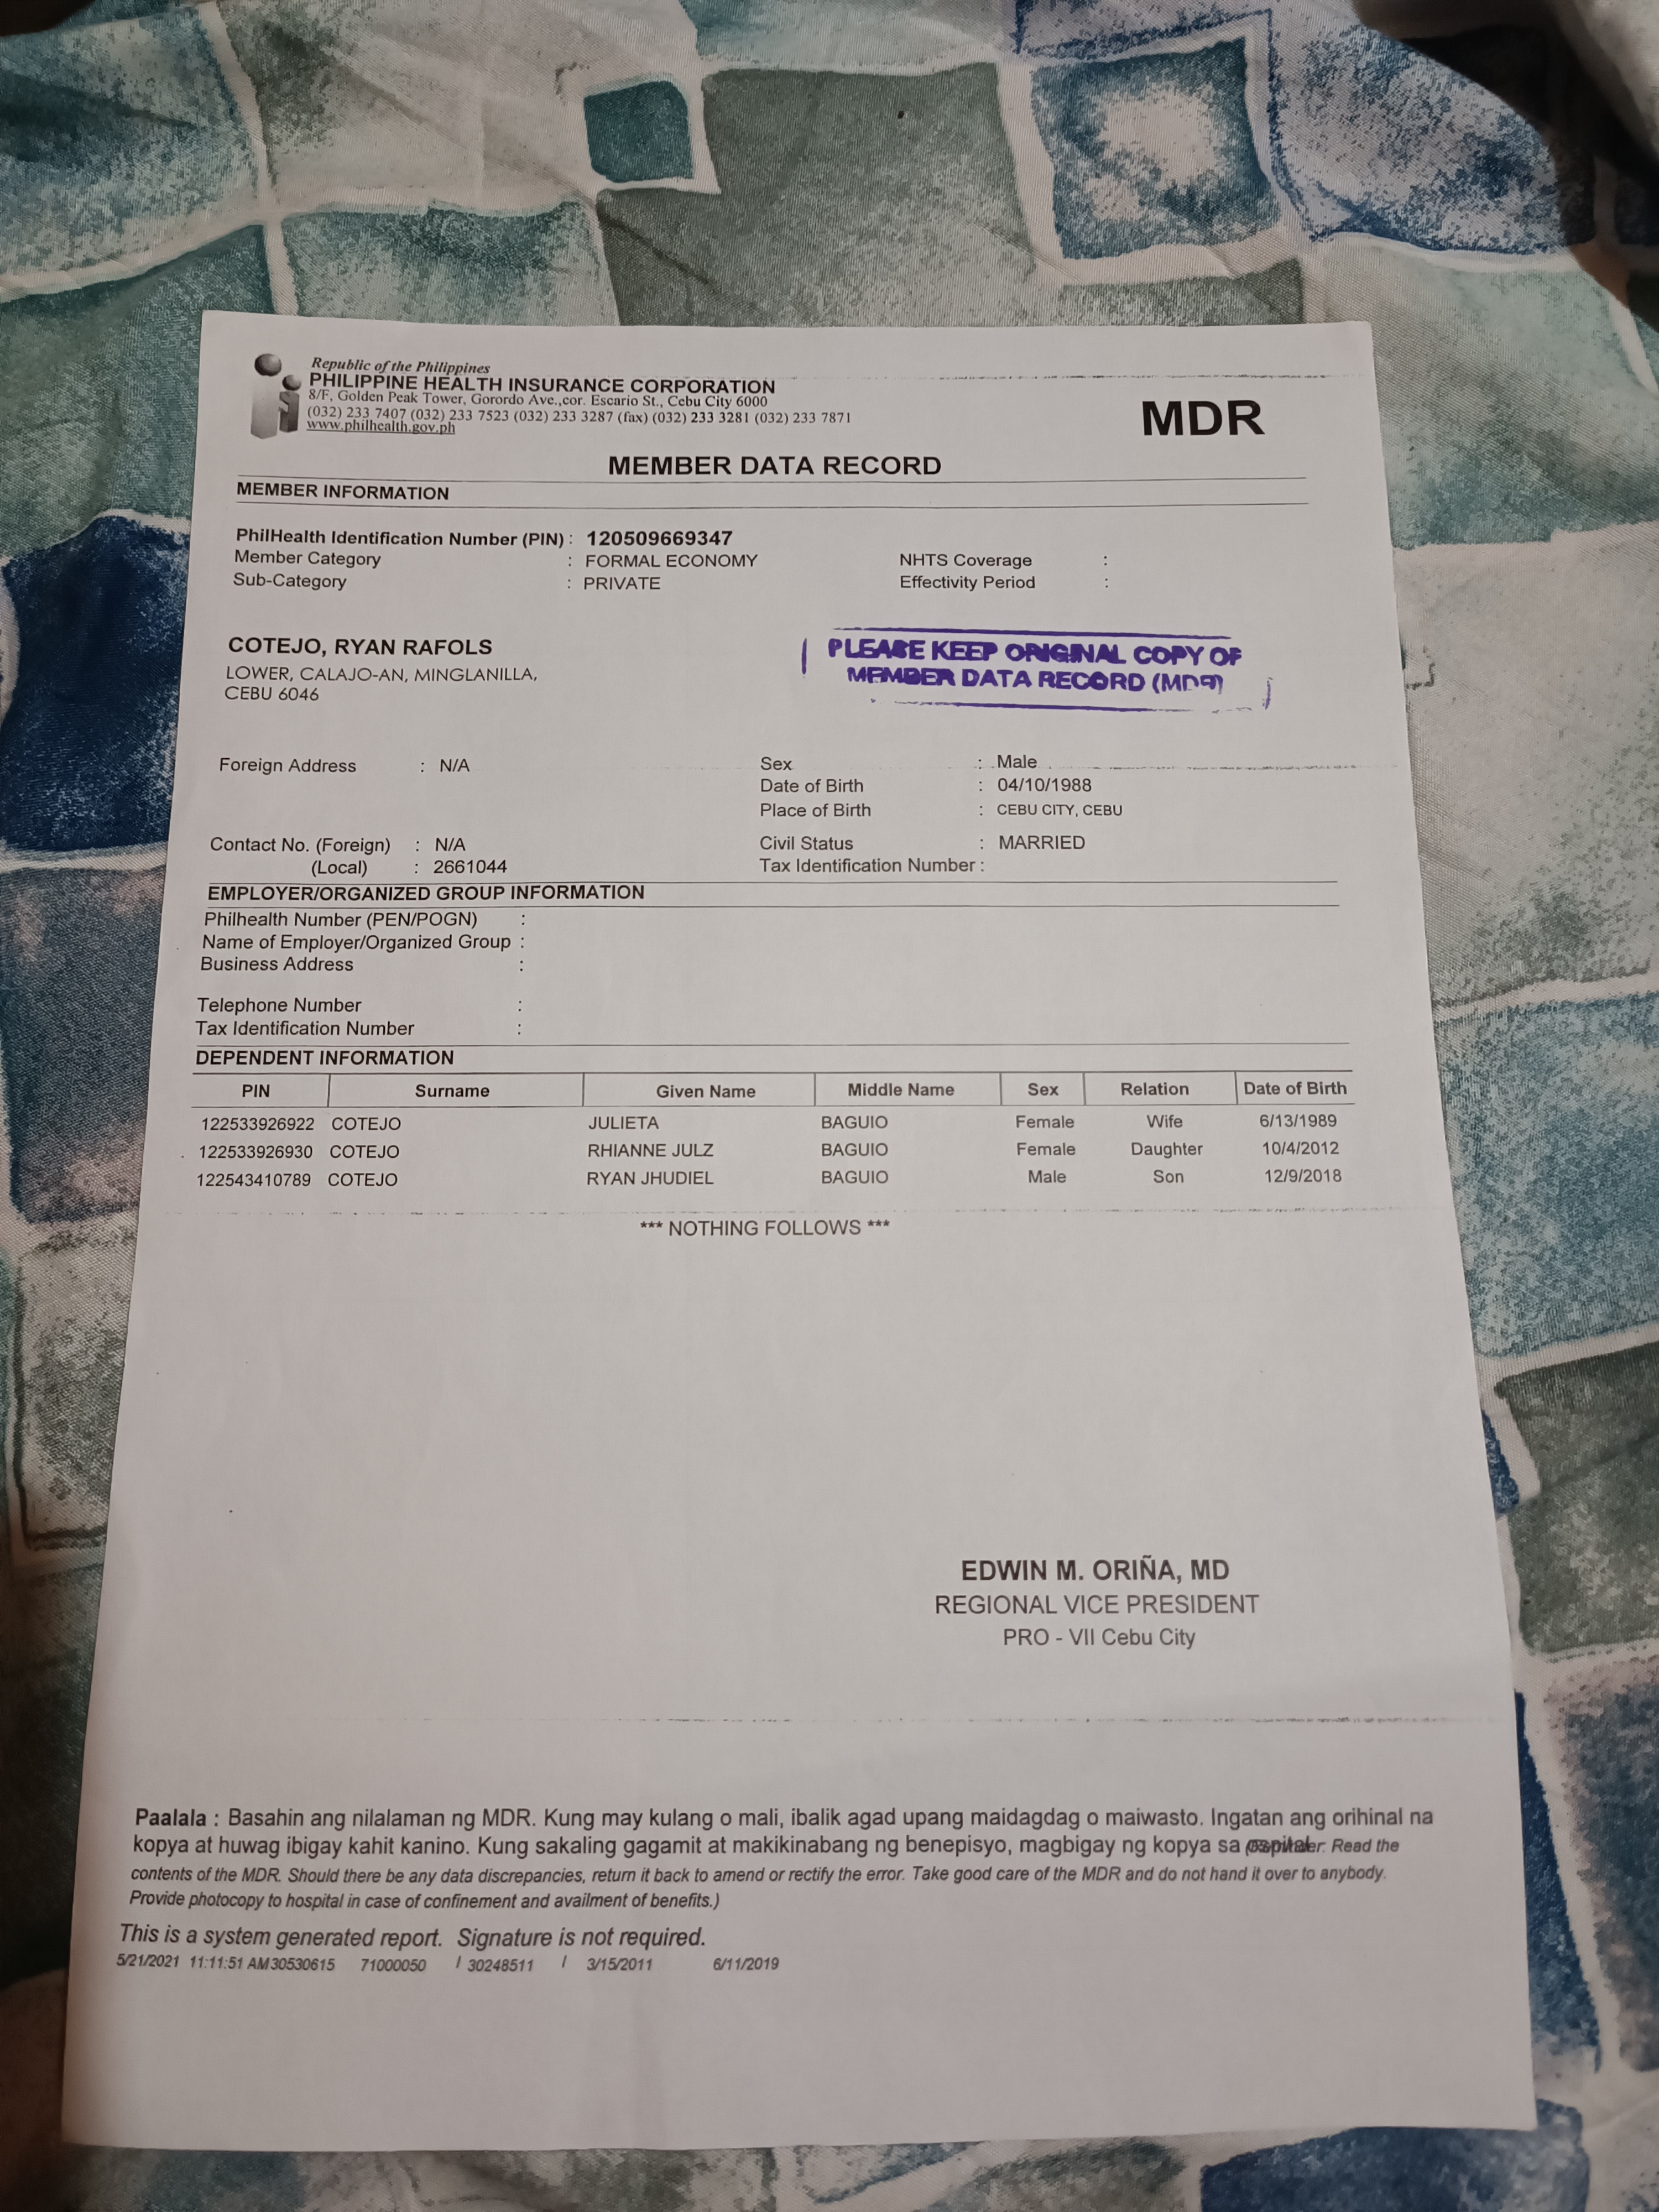 Republic of the Philippines
PHILIPPINE HEALTH INSURANCE CORPORATION
8/F, Golden Peak Tower, Gorordo Ave.,cor. Escario St., Cebu City 6000
(032) 233 7407 (032) 233 7523 (032) 233 3287 (fax) (032) 233 3281 (032) 233 7871
www.philhealth.gov.ph
MDR
MEMBER DATA RECORD
MEMBER INFORMATION
PhilHealth Identification Number (PIN) : 120509669347
Member Category : FORMAL ECONOMY NHTS Coverage :
Sub-Category : PRIVATE Effectivity Period :
COTEJO, RYAN RAFOLS
LOWER, CALAJO-AN, MINGLANILLA,
CEBU 6046
PLEASE KEEP ORIGINAL COPY OF
MEMBER DATA RECORD (MDR)
Foreign Address : N/A Sex : Male
Date of Birth : 04/10/1988
Place of Birth : CEBU CITY, CEBU
Contact No. (Foreign) : N/A Civil Status : MARRIED
(Local) : 2661044 Tax Identification Number :
EMPLOYER/ORGANIZED GROUP INFORMATION
Philhealth Number (PEN/POGN) :
Name of Employer/Organized Group :
Business Address :
Telephone Number :
Tax Identification Number :
DEPENDENT INFORMATION
PIN Surname Given Name Middle Name Sex Relation Date of Birth
122533926922 COTEJO JULIETA BAGUIO Female Wife 6/13/1989
122533926930 COTEJO RHIANNE JULZ BAGUIO Female Daughter 10/4/2012
122543410789 COTEJO RYAN JHUDIEL BAGUIO Male Son 12/9/2018
*** NOTHING FOLLOWS ***
EDWIN M. ORIÑA, MD
REGIONAL VICE PRESIDENT
PRO - VII Cebu City
Paalala : Basahin ang nilalaman ng MDR. Kung may kulang o mali, ibalik agad upang maidagdag o maiwasto. Ingatan ang orihinal na
kopya at huwag ibigay kahit kanino. Kung sakaling gagamit at makikinabang ng benepisyo, magbigay ng kopya sa Read the
contents of the MDR. Should there be any data discrepancies, return it back to amend or rectify the error. Take good care of the MDR and do not hand it over to anybody.
Provide photocopy to hospital in case of confinement and availment of benefits.)
This is a system generated report. Signature is not required.
5/21/2021 11:11:51 AM 30530615 71000050 / 30248511 / 3/15/2011 6/11/2019